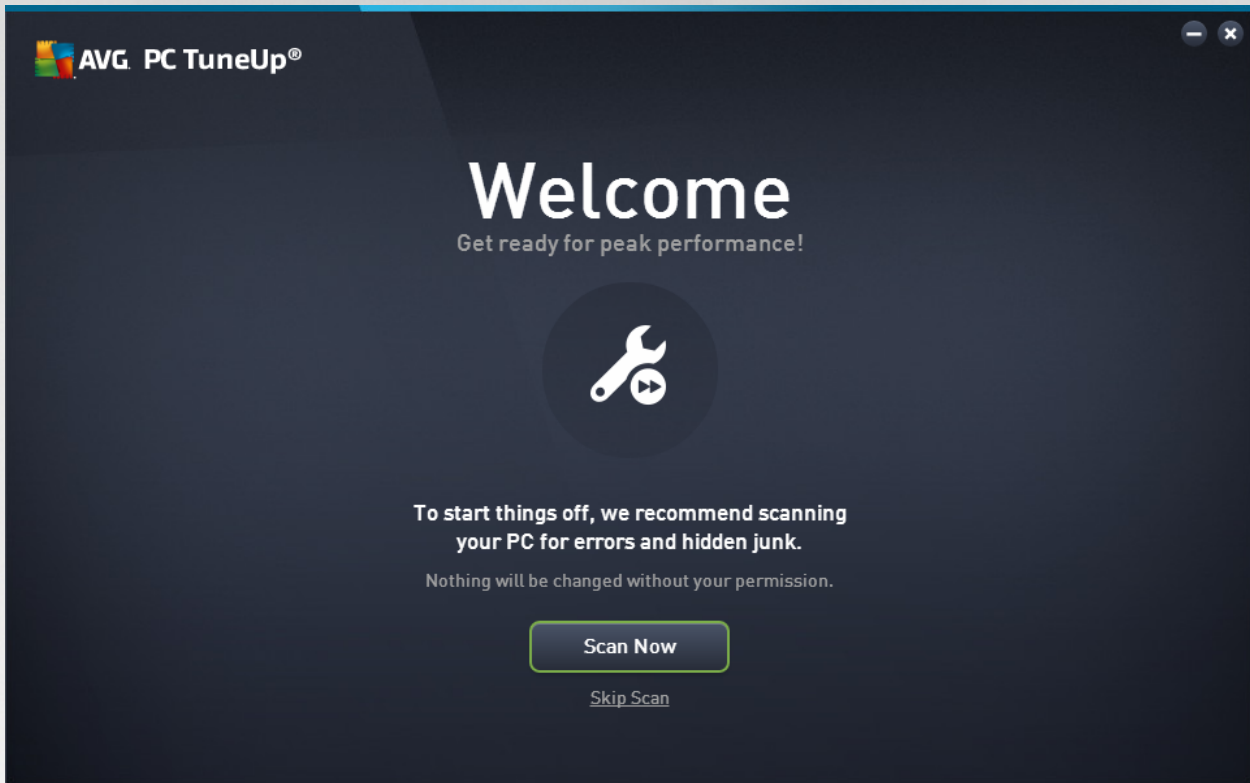 AVG. PC TuneUp®
Welcome
Get ready for peak performance!
To start things off, we recommend scanning
your PC for errors and hidden junk.
Nothing will be changed without your permission.
Scan Now
Skip Scan